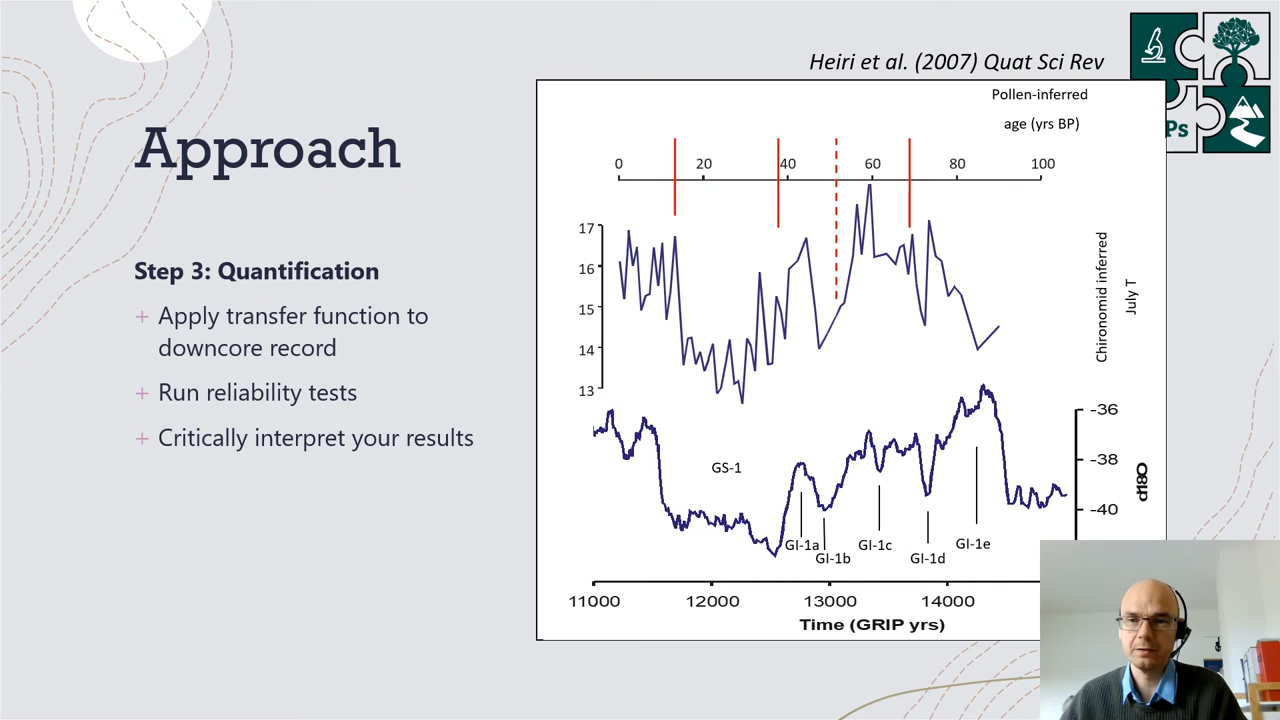 Heiri et al. (2007) Quat Sci Rev
Ps
Approach
Step 3: Quantification
+ Apply transfer function to
downcore record
+ Run reliability tests
+ Critically interpret your results
Pollen-inferred
age (yrs BP)
0 20 40 60 80 100
17
16
15
14
13
Chironomid inferred
July T
-36
-38
-40
d18O
GS-1
GI-1a
GI-1b
GI-1c
GI-1d
GI-1e
11000 12000 13000 14000
Time (GRIP yrs)